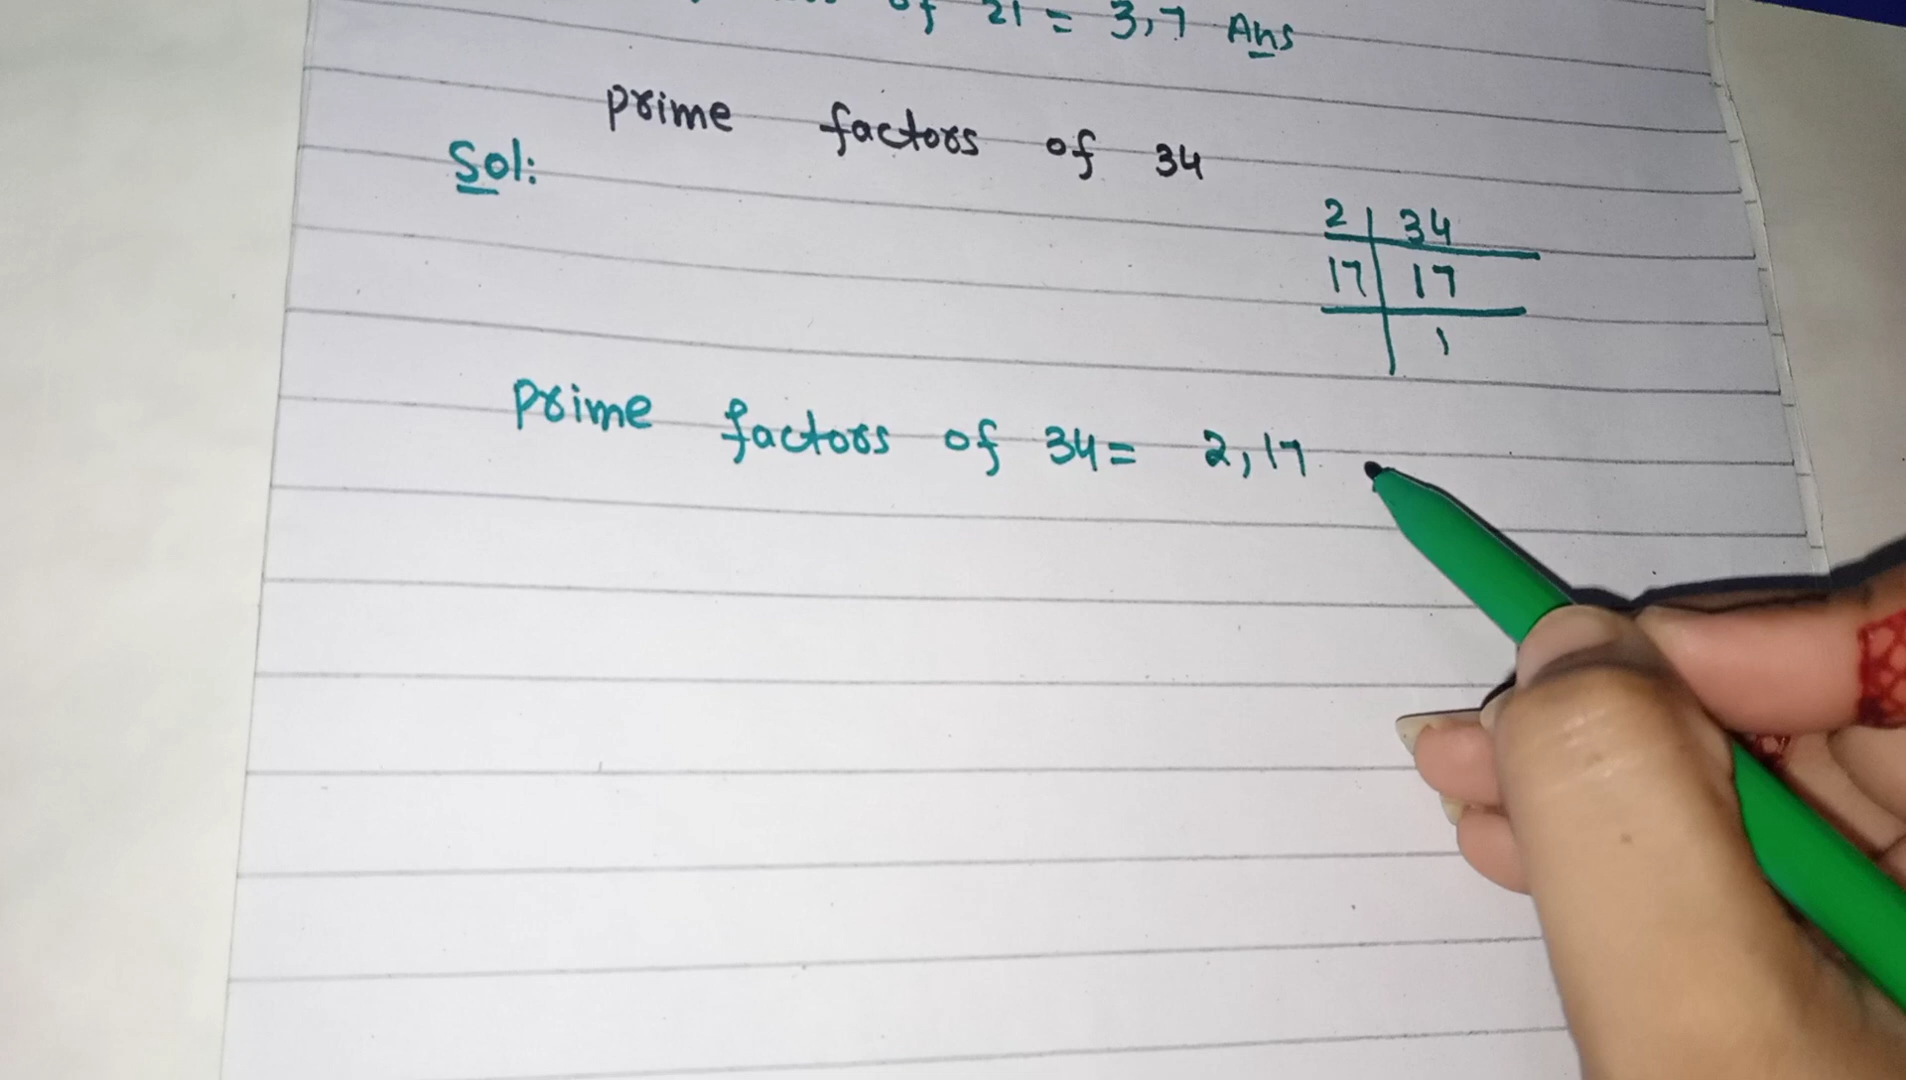 of 21 = 3,7 Ans
prime factors of 34
Sol:
2 34
17 17
1
prime factors of 34 = 2,17